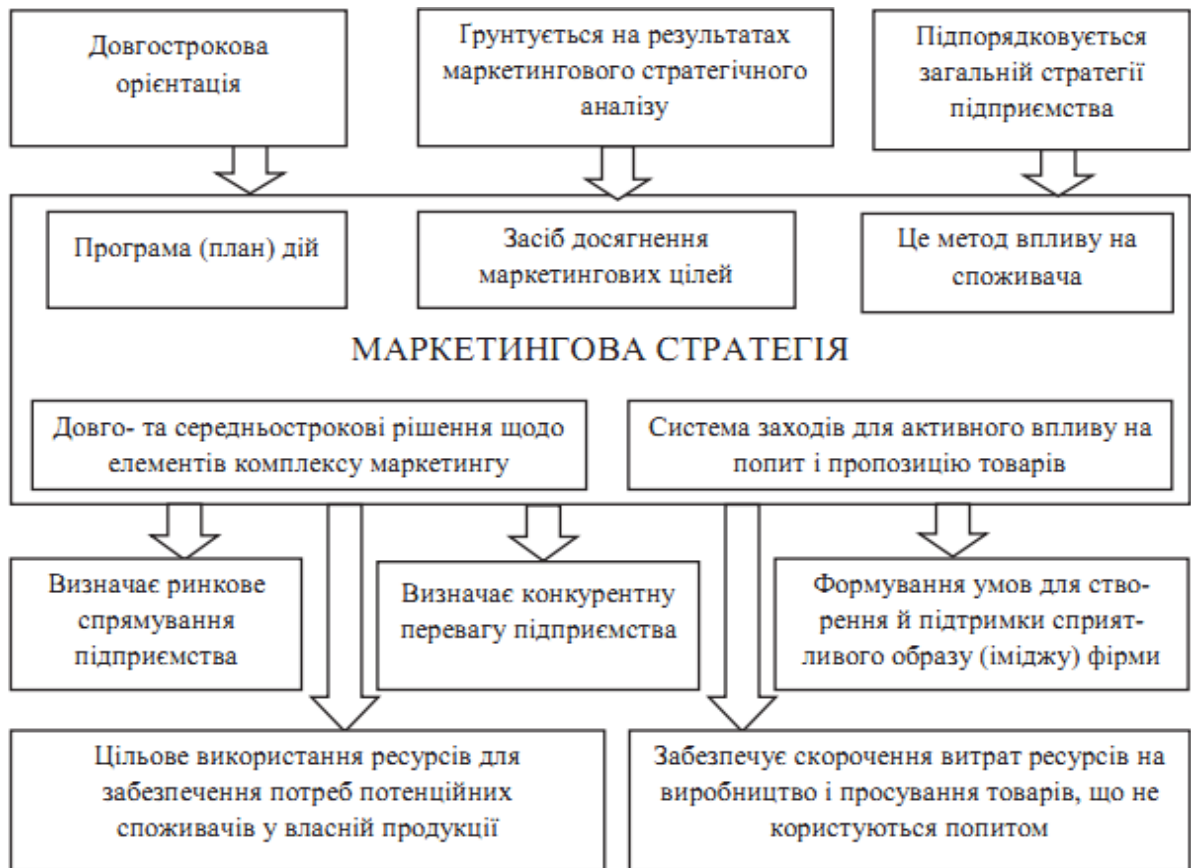 Довгострокова
орієнтація
Ґрунтується на результатах
маркетингового стратегічного
аналізу
Підпорядковується
загальній стратегії
підприємства
Програма (план) дій
Засіб досягнення
маркетингових цілей
Це метод впливу на
споживача
МАРКЕТИНГОВА СТРАТЕГІЯ
Довго- та середньострокові рішення щодо
елементів комплексу маркетингу
Система заходів для активного впливу на
попит і пропозицію товарів
Визначає ринкове
спрямування
підприємства
Визначає конкурентну
перевагу підприємства
Формування умов для ство-
рення й підтримки сприят-
ливого образу (іміджу) фірми
Цільове використання ресурсів для
забезпечення потреб потенційних
споживачів у власній продукції
Забезпечує скорочення витрат ресурсів на
виробництво і просування товарів, що не
користуються попитом